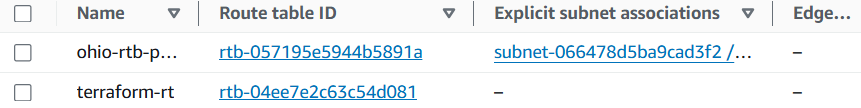 Name Route table ID Explicit subnet associations Edge...
ohio-rtb-p... rtb-057195e5944b5891a subnet-066478d5ba9cad3f2 /... –
terraform-rt rtb-04ee7e2c63c54d081 – –